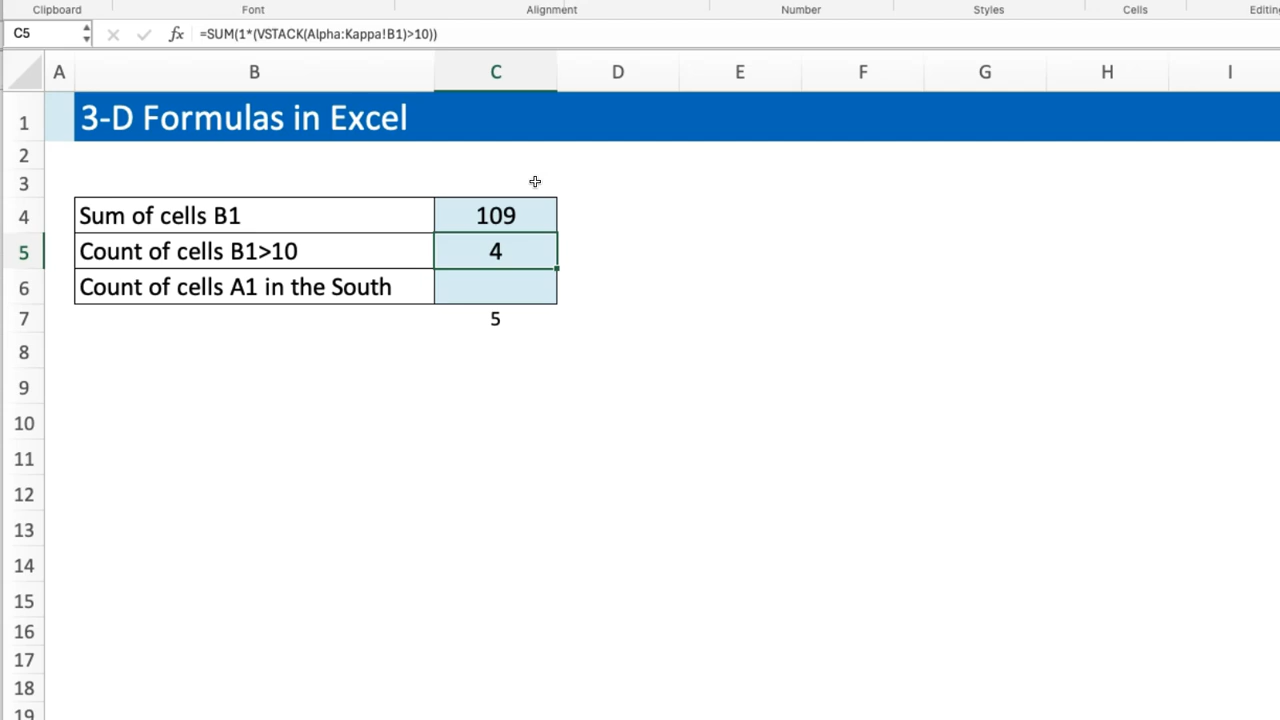 Clipboard Font Alignment Number Styles Cells Editing
C5 fx =SUM(1*(VSTACK(Alpha:Kappa!B1)>10))
A B C D E F G H I
1 3-D Formulas in Excel
2
3
4 Sum of cells B1 109
5 Count of cells B1>10 4
6 Count of cells A1 in the South
7 5
8
9
10
11
12
13
14
15
16
17
18
19